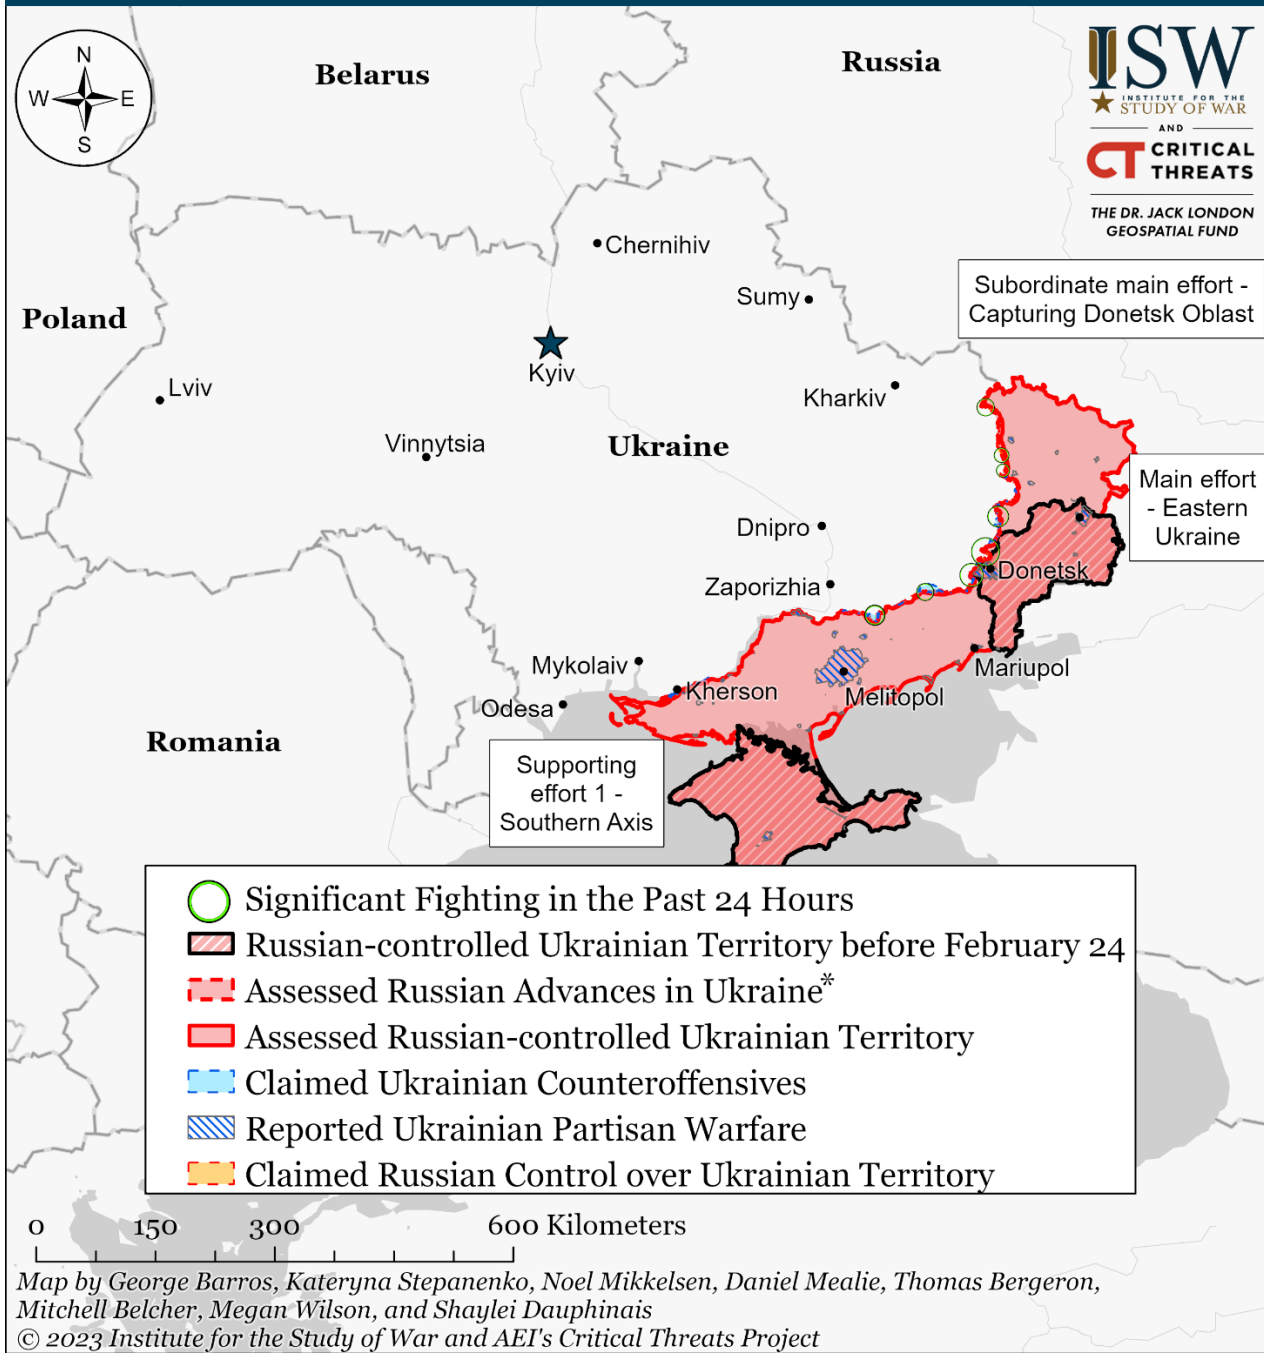 N
W
E
S
Belarus
Russia
ISW
INSTITUTE FOR THE
STUDY OF WAR
AND
CT CRITICAL
THREATS
THE DR. JACK LONDON
GEOSPATIAL FUND
Chernihiv
Subordinate main effort -
Capturing Donetsk Oblast
Sumy
Poland
Kyiv
Lviv
Kharkiv
Vinnytsia
Ukraine
Main effort
- Eastern
Ukraine
Dnipro
Donetsk
Zaporizhia
Mykolaiv
Mariupol
Kherson
Melitopol
Odesa
Romania
Supporting
effort 1 -
Southern Axis
Significant Fighting in the Past 24 Hours
Russian-controlled Ukrainian Territory before February 24
Assessed Russian Advances in Ukraine*
Assessed Russian-controlled Ukrainian Territory
Claimed Ukrainian Counteroffensives
Reported Ukrainian Partisan Warfare
Claimed Russian Control over Ukrainian Territory
0 150 300 600 Kilometers
Map by George Barros, Kateryna Stepanenko, Noel Mikkelsen, Daniel Mealie, Thomas Bergeron,
Mitchell Belcher, Megan Wilson, and Shaylei Dauphinais
© 2023 Institute for the Study of War and AEI's Critical Threats Project